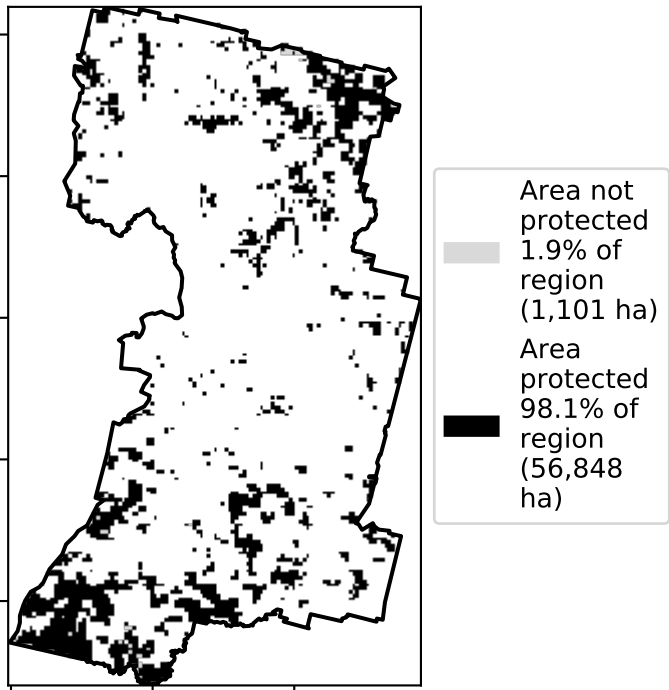 Area not
protected
1.9% of
region
(1,101 ha)
Area
protected
98.1% of
region
(56,848
ha)